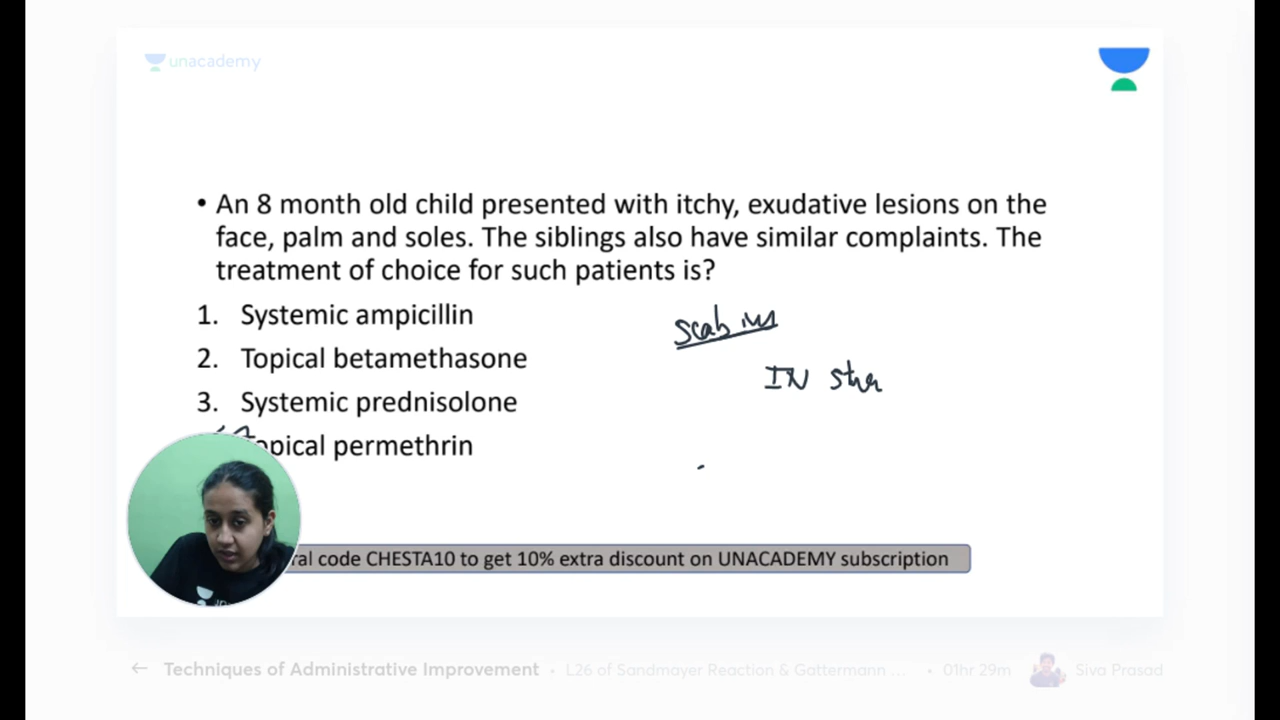 unacademy
• An 8 month old child presented with itchy, exudative lesions on the
face, palm and soles. The siblings also have similar complaints. The
treatment of choice for such patients is?
1. Systemic ampicillin
2. Topical betamethasone
3. Systemic prednisolone
opical permethrin
scabies
IN
ral code CHESTA10 to get 10% extra discount on UNACADEMY subscription
← Techniques of Administrative Improvement • L26 of Sandmayer Reaction & Gattermann ... • 01hr 29m Siva Prasad